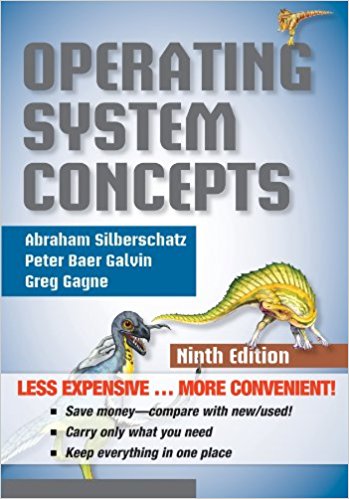 OPERATING
SYSTEM
CONCEPTS
Abraham Silberschatz
Peter Baer Galvin
Greg Gagne
Ninth Edition
LESS EXPENSIVE ... MORE CONVENIENT!
▪ Save money—compare with new/used!
▪ Carry only what you need
▪ Keep everything in one place